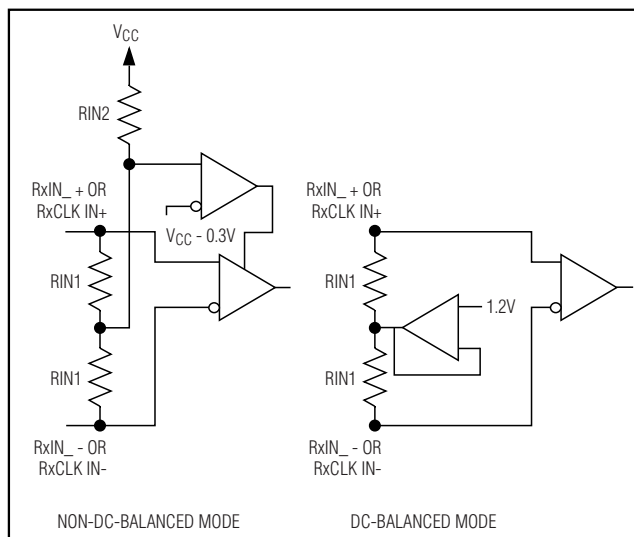 VCC
RIN2
RxIN_ + OR
RxCLK IN+
VCC - 0.3V
RIN1
RIN1
RxIN_ - OR
RxCLK IN-
NON-DC-BALANCED MODE
RxIN_ + OR
RxCLK IN+
RIN1
1.2V
RIN1
RxIN_ - OR
RxCLK IN-
DC-BALANCED MODE